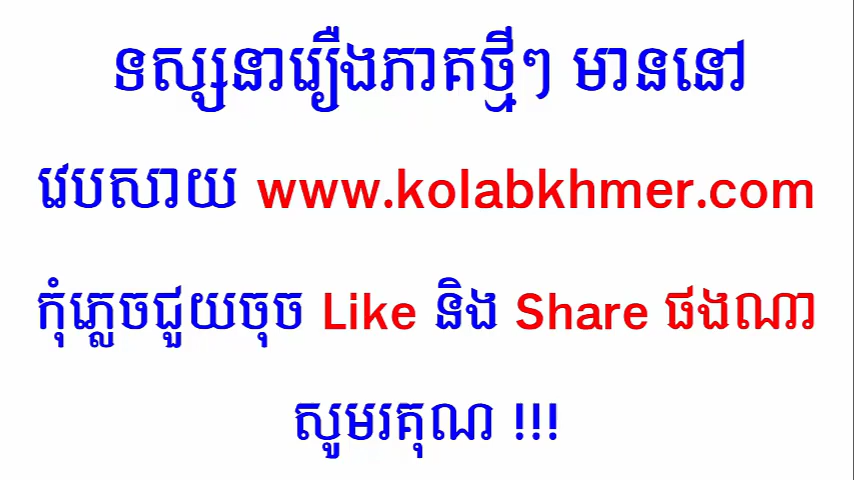 ទស្សនារឿងភាគថ្មីៗ មាននៅ
វេបសាយ www.kolabkhmer.com
កុំភ្លេចជួយចុច Like និង Share ផងណា
សូមរគុណ !!!